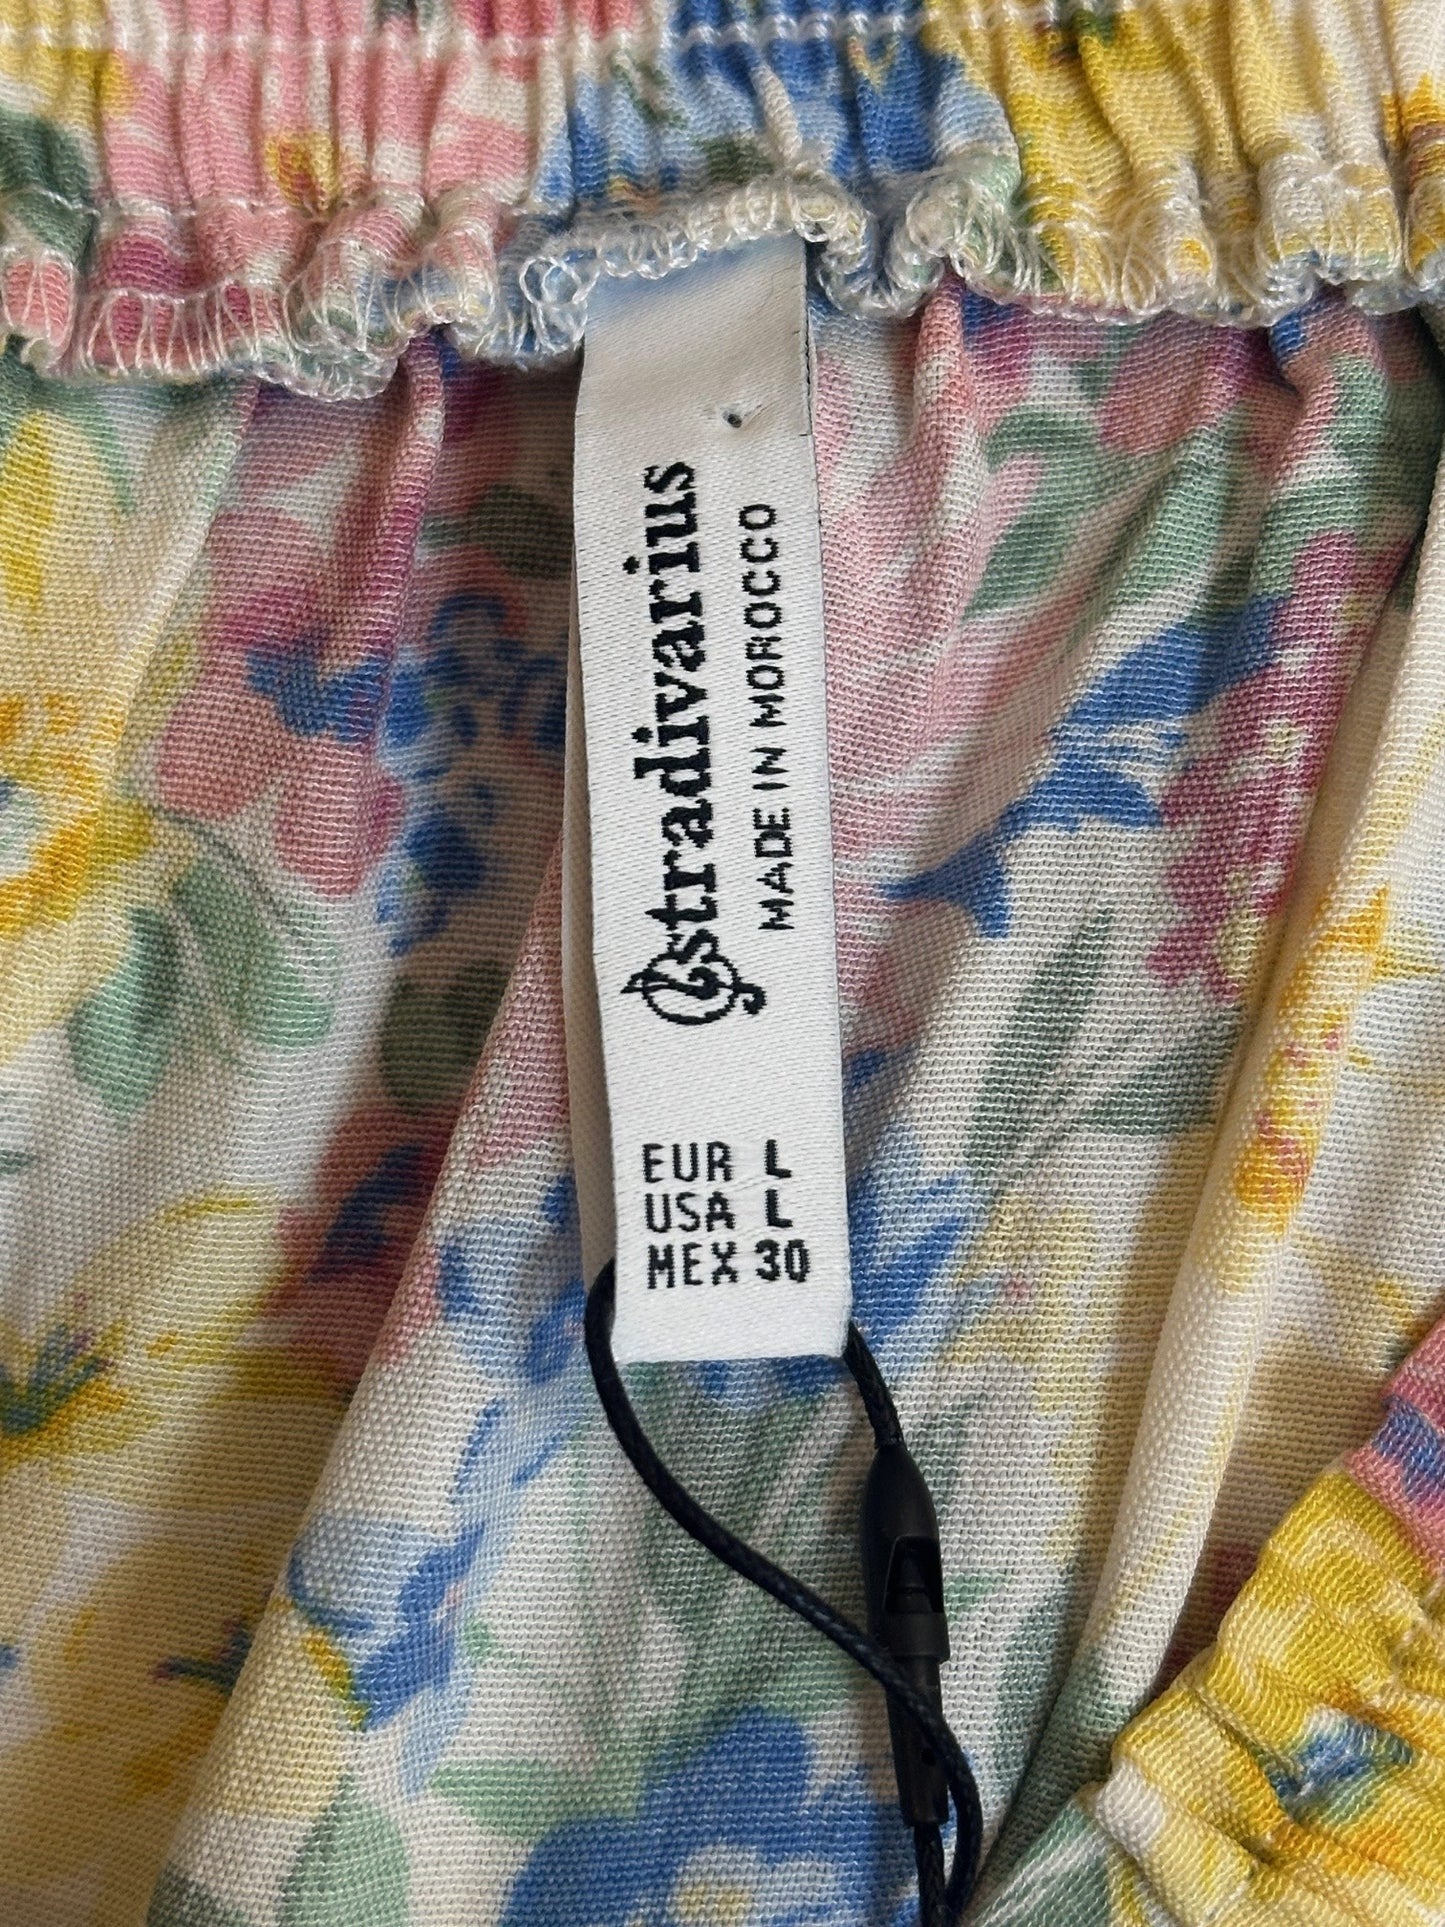 stradivarius
MADE IN MOROCCO
EUR L
USA L
MEX 30